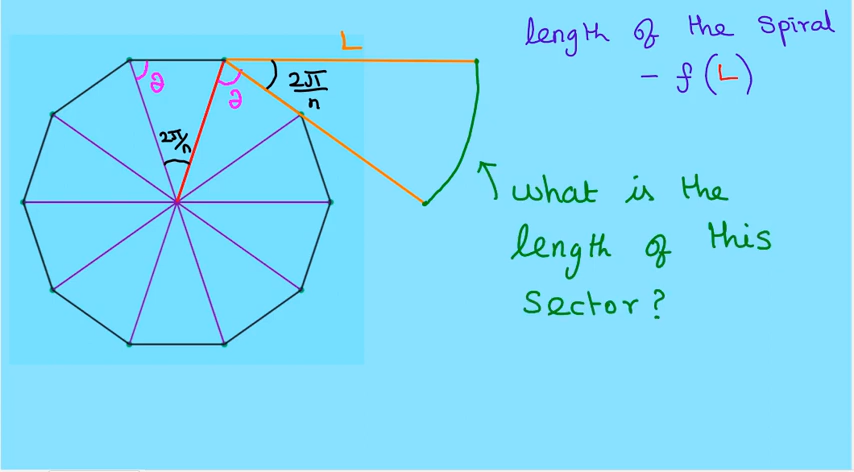 L
length of the Spiral
- f(L)
∂
∂
2π/n
2π/n
What is the
length of this
Sector?